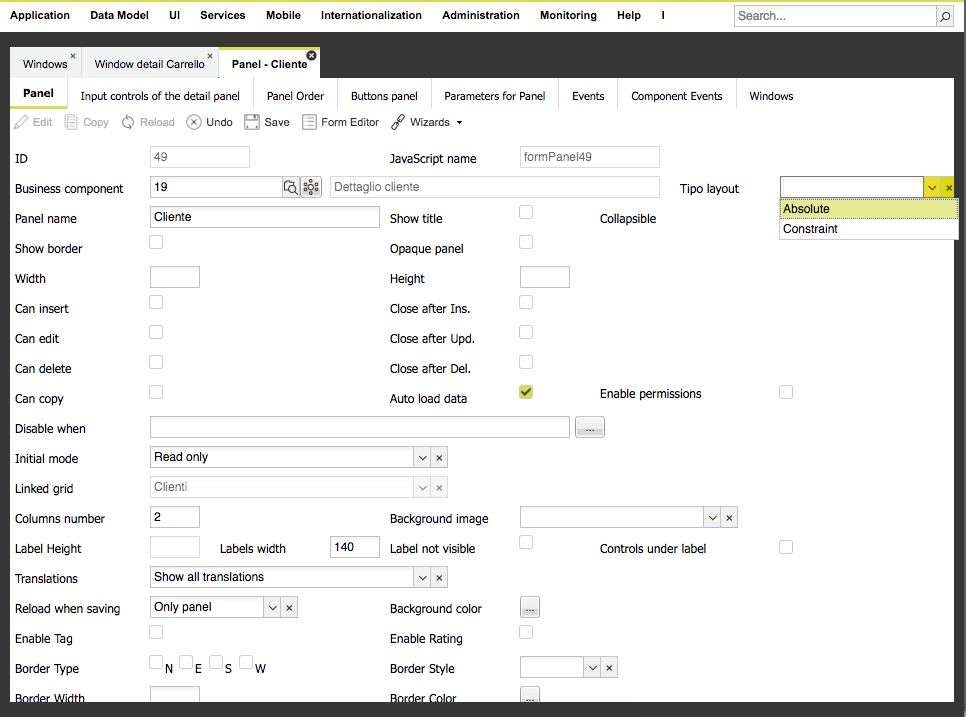 Application Data Model UI Services Mobile Internationalization Administration Monitoring Help I Search...
Windows × Window detail Carrello × Panel - Cliente ×
Panel Input controls of the detail panel Panel Order Buttons panel Parameters for Panel Events Component Events Windows
Edit Copy Reload Undo Save Form Editor Wizards
ID 49 JavaScript name formPanel49
Business component 19 Dettaglio cliente Tipo layout ×
Panel name Cliente Show title Collapsible Absolute
Constraint
Show border Opaque panel
Width Height
Can insert Close after Ins.
Can edit Close after Upd.
Can delete Close after Del.
Can copy Auto load data Enable permissions
Disable when ...
Initial mode Read only ×
Linked grid Clienti ×
Columns number 2 Background image ×
Label Height Labels width 140 Label not visible Controls under label
Translations Show all translations ×
Reload when saving Only panel × Background color ...
Enable Tag Enable Rating
Border Type N E S W Border Style ×
Border Width Border Color ...